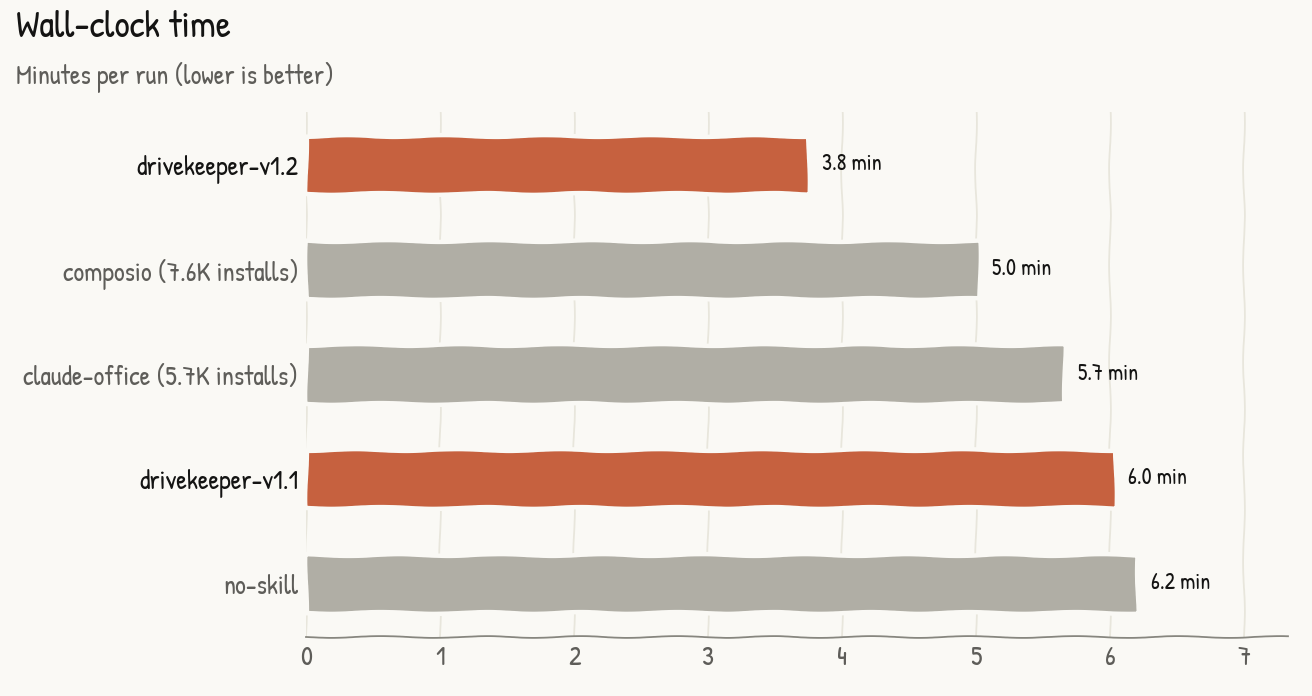 Wall-clock time
Minutes per run (lower is better)
drivekeeper-v1.2
3.8 min
composio (7.6K installs)
5.0 min
claude-office (5.7K installs)
5.7 min
drivekeeper-v1.1
6.0 min
no-skill
6.2 min
0 1 2 3 4 5 6 7